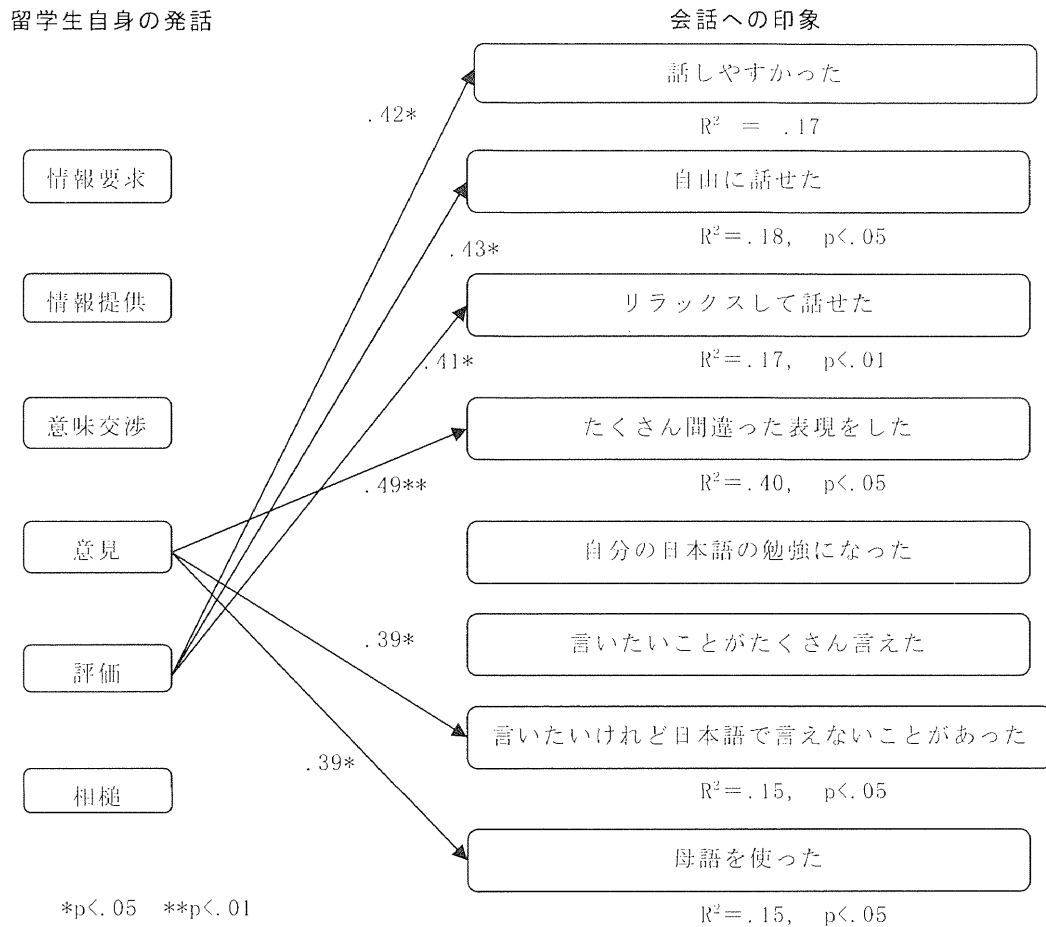 留学生自身の発話
会話への印象
話しやすかった
.42*
R² = .17
情報要求
自由に話せた
R²=.18, p<.05
.43*
情報提供
リラックスして話せた
R²=.17, p<.01
.41*
意味交渉
たくさん間違った表現をした
R²=.40, p<.05
.49**
意見
自分の日本語の勉強になった
言いたいことがたくさん言えた
.39*
評価
言いたいけれど日本語で言えないことがあった
R²=.15, p<.05
.39*
相槌
母語を使った
R²=.15, p<.05
*p<.05 **p<.01